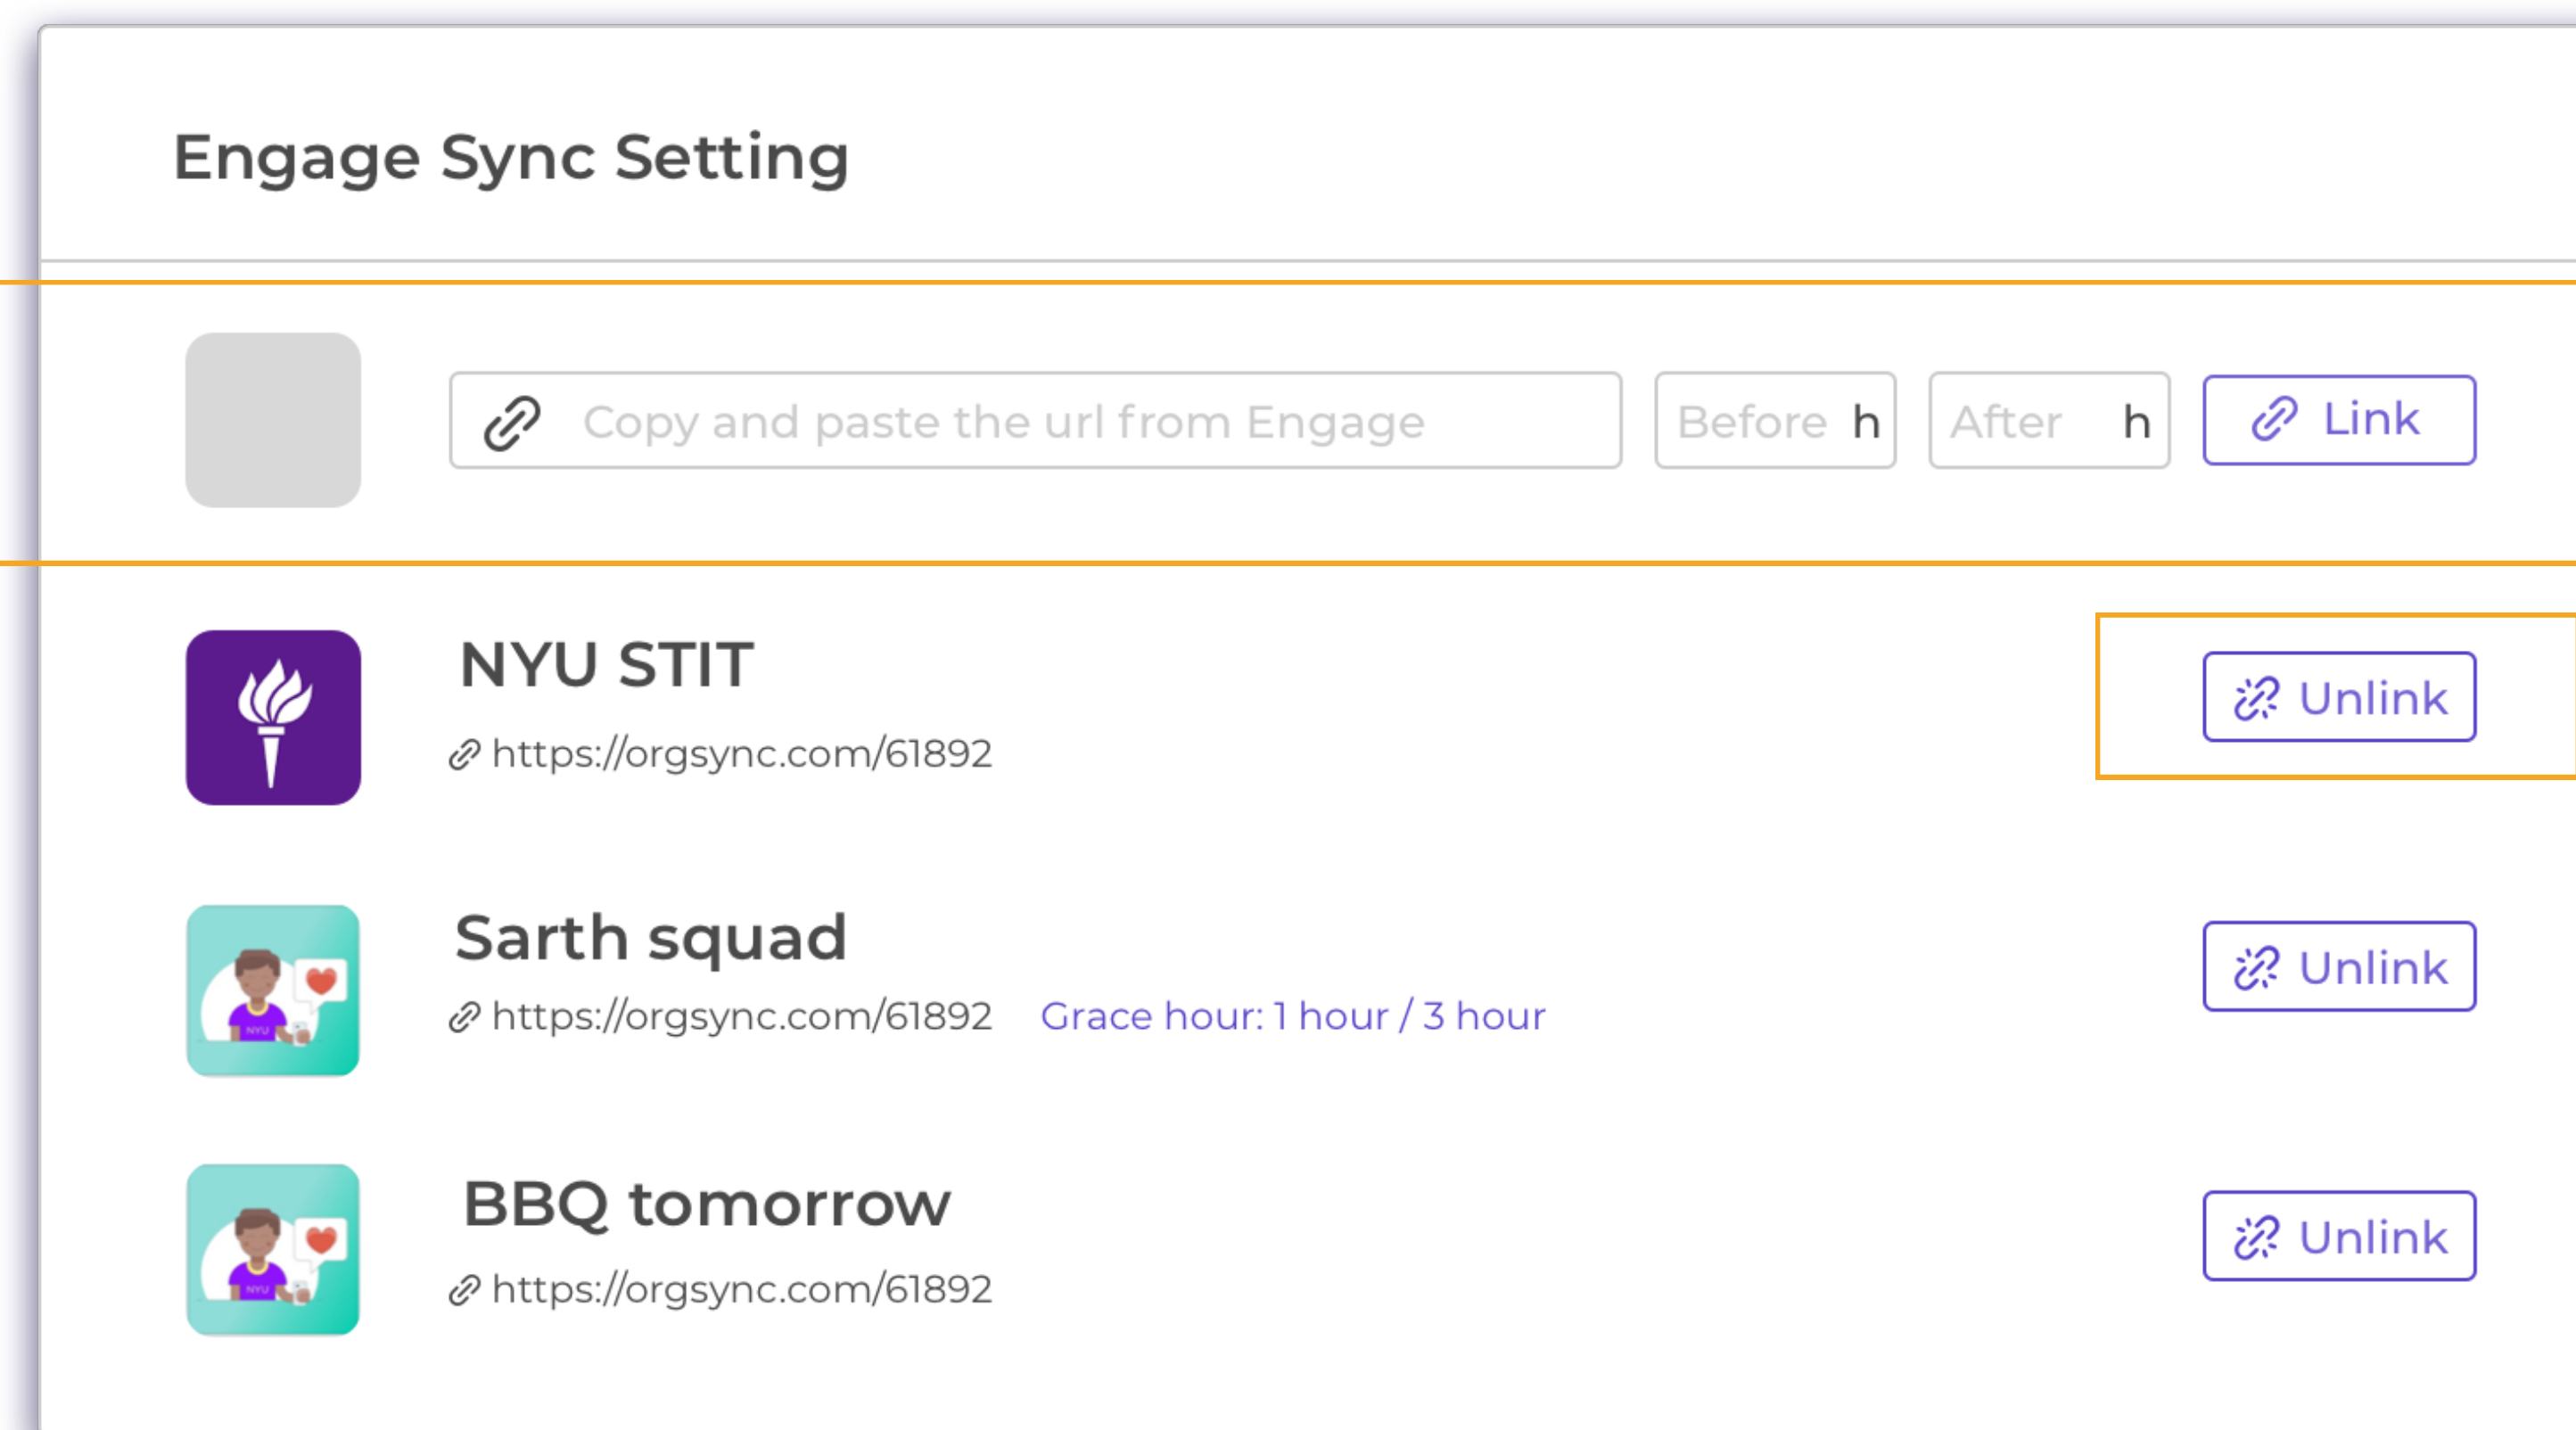 Engage Sync Setting
Copy and paste the url from Engage Before h After h Link
NYU STIT
https://orgsync.com/61892
Unlink
Sarth squad
https://orgsync.com/61892 Grace hour: 1 hour / 3 hour
Unlink
NYU
BBQ tomorrow
https://orgsync.com/61892
Unlink
NYU